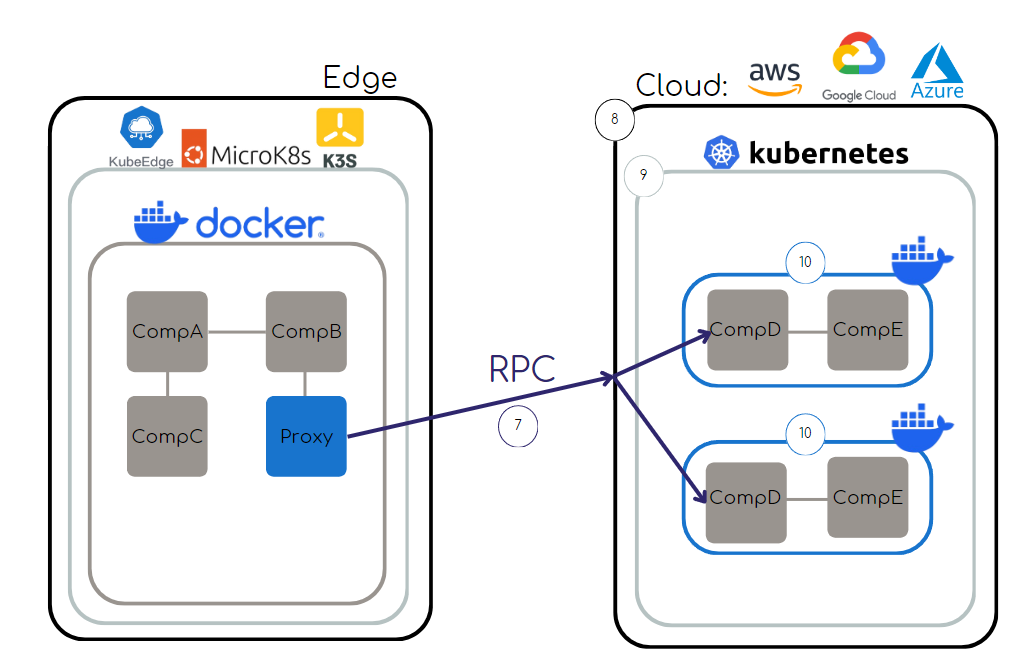 Edge
KubeEdge
MicroK8s
K3S
docker
CompA
CompB
CompC
Proxy
RPC
7
Cloud:
aws
Google Cloud
Azure
8
kubernetes
9
10
CompD
CompE
10
CompD
CompE